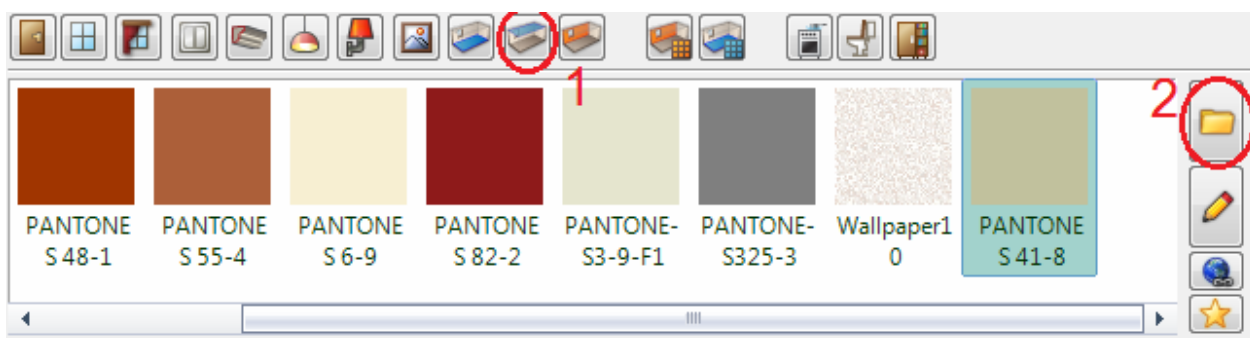 1
2
PANTONE
S 48-1
PANTONE
S 55-4
PANTONE
S 6-9
PANTONE
S 82-2
PANTONE-
S3-9-F1
PANTONE-
S325-3
Wallpaper1
0
PANTONE
S 41-8